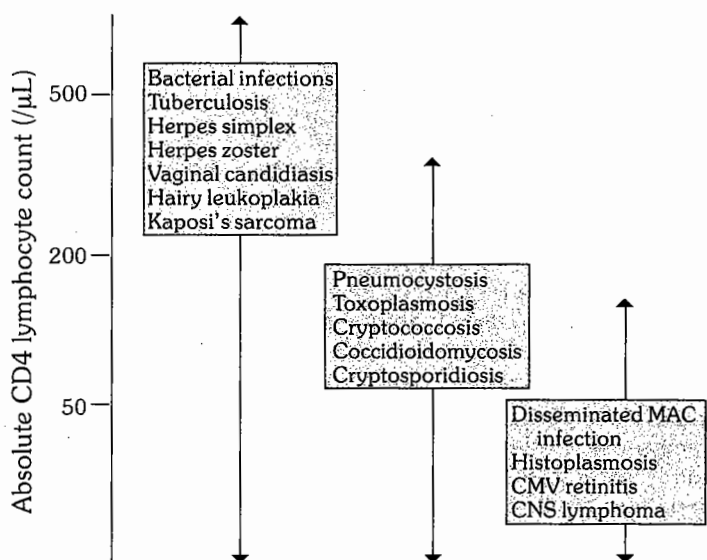 Absolute CD4 lymphocyte count (/μL)
500
200
50
Bacterial infections
Tuberculosis
Herpes simplex
Herpes zoster
Vaginal candidiasis
Hairy leukoplakia
Kaposi's sarcoma
Pneumocystosis
Toxoplasmosis
Cryptococcosis
Coccidioidomycosis
Cryptosporidiosis
Disseminated MAC
infection
Histoplasmosis
CMV retinitis
CNS lymphoma